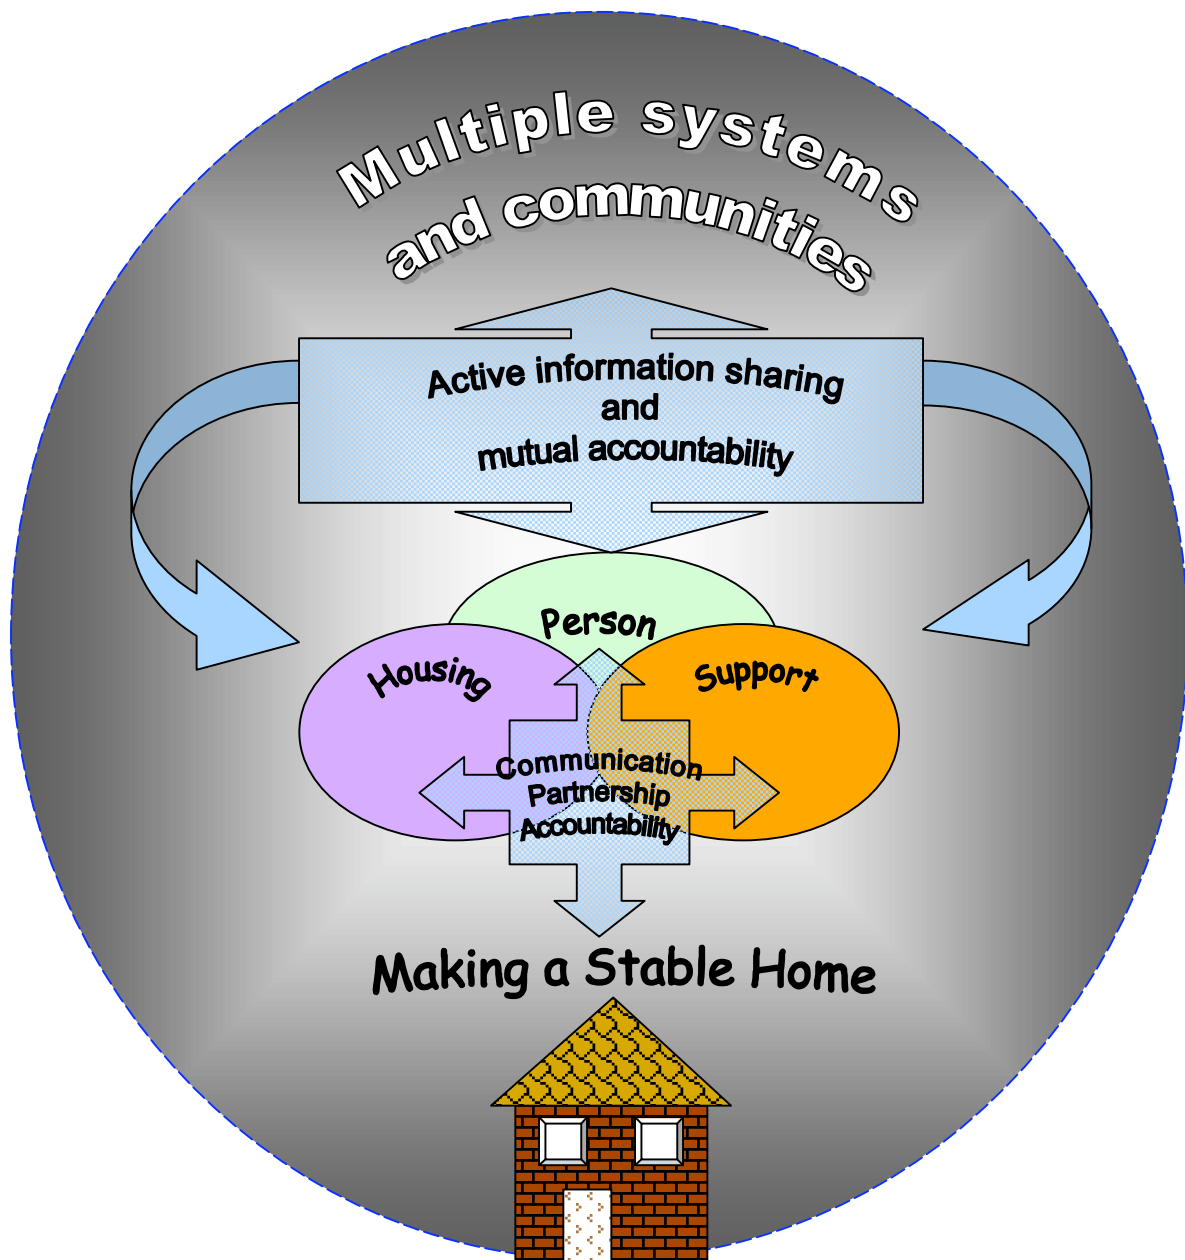 Multiple systems
and communities
Active information sharing
and
mutual accountability
Person
Housing
Support
Communication
Partnership
Accountability
Making a Stable Home